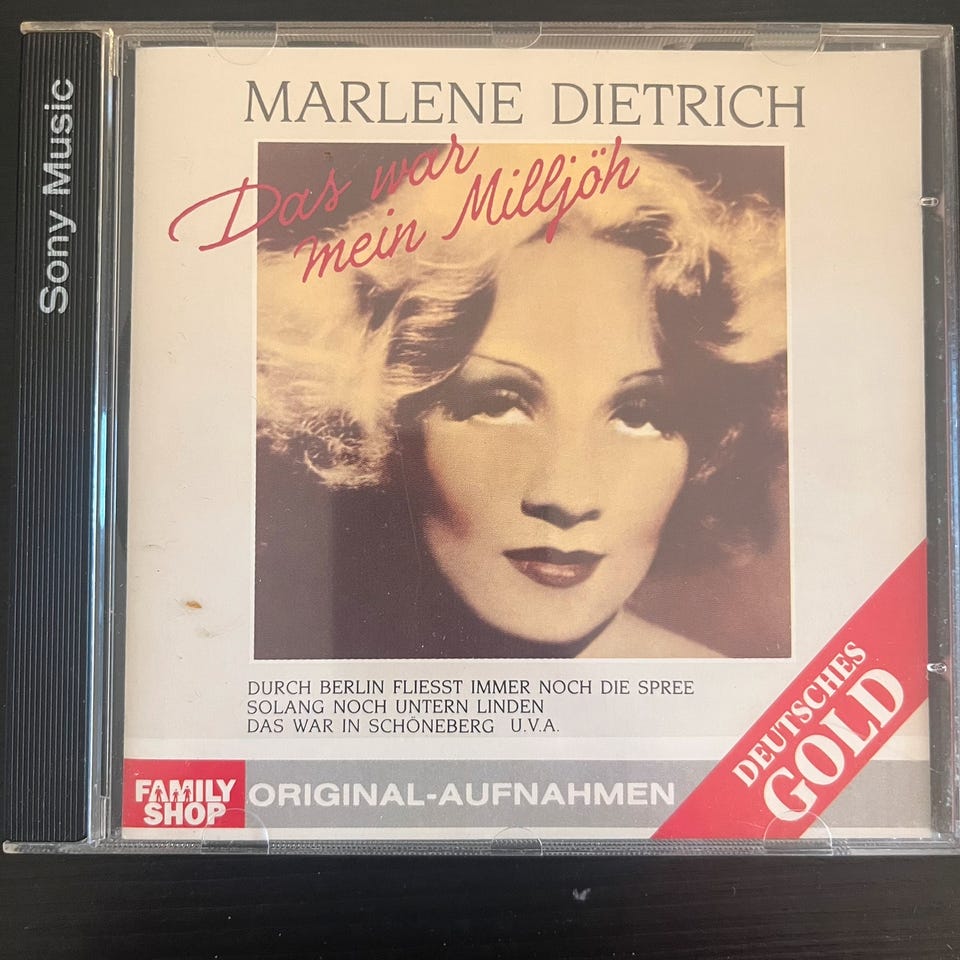 Sony Music
MARLENE DIETRICH
Das war
mein Milljöh
DURCH BERLIN FLIESST IMMER NOCH DIE SPREE
SOLANG NOCH UNTERN LINDEN
DAS WAR IN SCHÖNEBERG U.V.A.
FAMILY
SHOP
ORIGINAL-AUFNAHMEN
DEUTSCHES
GOLD